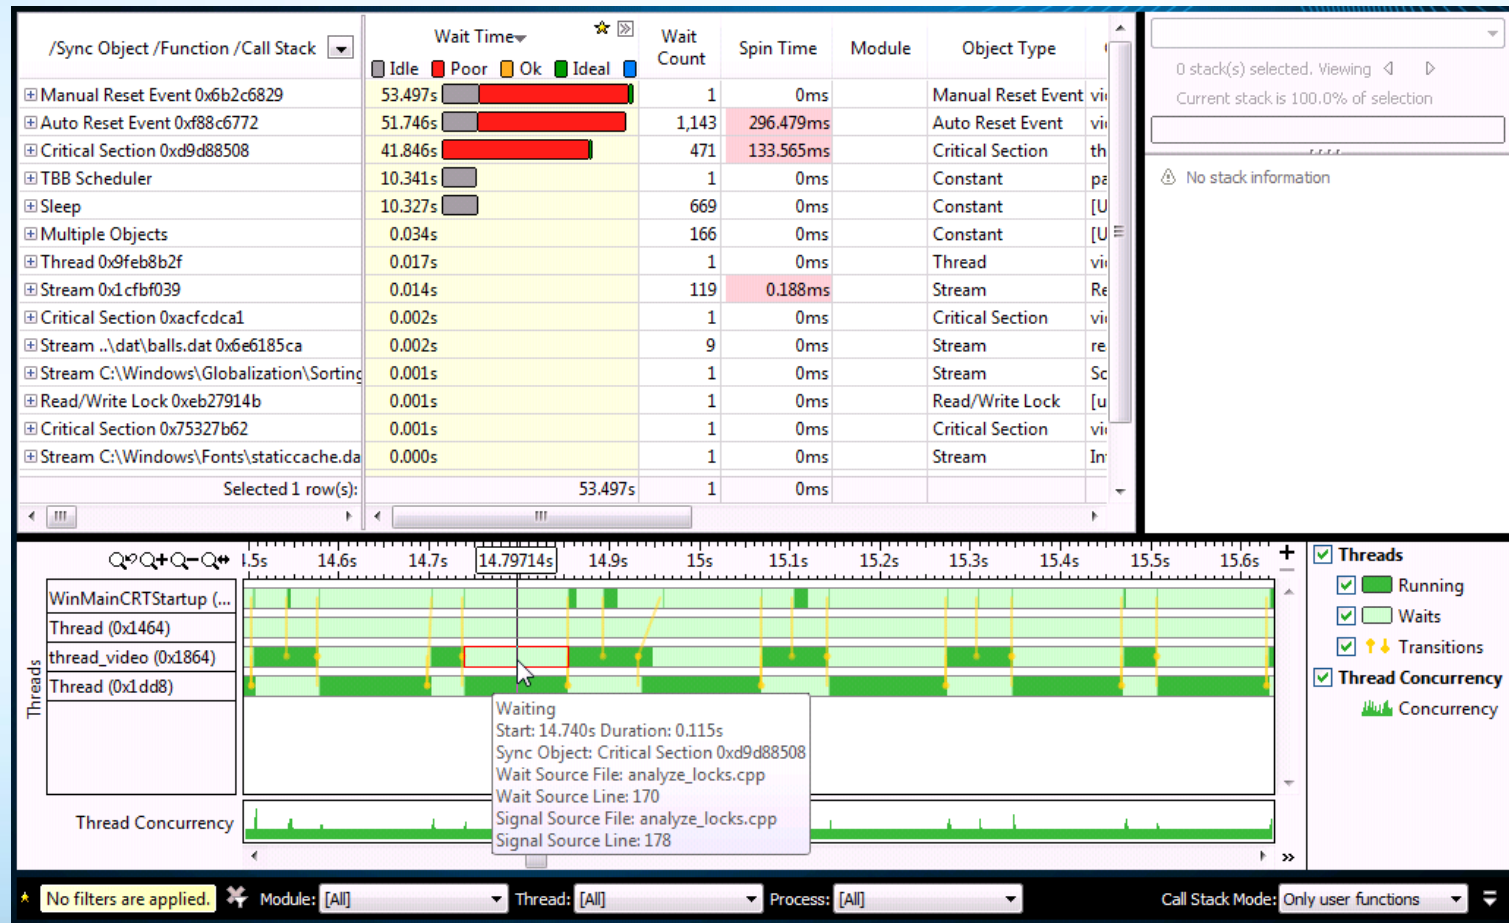 /Sync Object /Function /Call Stack
Wait Time
Idle Poor Ok Ideal
Wait Count
Spin Time
Module
Object Type
Manual Reset Event 0x6b2c6829 53.497s 1 0ms Manual Reset Event vi
Auto Reset Event 0xf88c6772 51.746s 1,143 296.479ms Auto Reset Event vi
Critical Section 0xd9d88508 41.846s 471 133.565ms Critical Section th
TBB Scheduler 10.341s 1 0ms Constant pa
Sleep 10.327s 669 0ms Constant [U
Multiple Objects 0.034s 166 0ms Constant [U
Thread 0x9feb8b2f 0.017s 1 0ms Thread vi
Stream 0x1cfbf039 0.014s 119 0.188ms Stream Re
Critical Section 0xacfcdca1 0.002s 1 0ms Critical Section vi
Stream ..\dat\balls.dat 0x6e6185ca 0.002s 9 0ms Stream re
Stream C:\Windows\Globalization\Sorting 0.001s 1 0ms Stream Sc
Read/Write Lock 0xeb27914b 0.001s 1 0ms Read/Write Lock [u
Critical Section 0x75327b62 0.001s 1 0ms Critical Section vi
Stream C:\Windows\Fonts\staticcache.da 0.000s 1 0ms Stream In
Selected 1 row(s): 53.497s 1 0ms
0 stack(s) selected. Viewing
Current stack is 100.0% of selection
No stack information
.5s 14.6s 14.7s 14.79714s 14.9s 15s 15.1s 15.2s 15.3s 15.4s 15.5s 15.6s
Threads
WinMainCRTStartup (...
Thread (0x1464)
thread_video (0x1864)
Thread (0x1dd8)
Waiting
Start: 14.740s Duration: 0.115s
Sync Object: Critical Section 0xd9d88508
Wait Source File: analyze_locks.cpp
Wait Source Line: 170
Signal Source File: analyze_locks.cpp
Signal Source Line: 178
Thread Concurrency
Threads
Running
Waits
Transitions
Thread Concurrency
Concurrency
No filters are applied. Module: [All] Thread: [All] Process: [All] Call Stack Mode: Only user functions